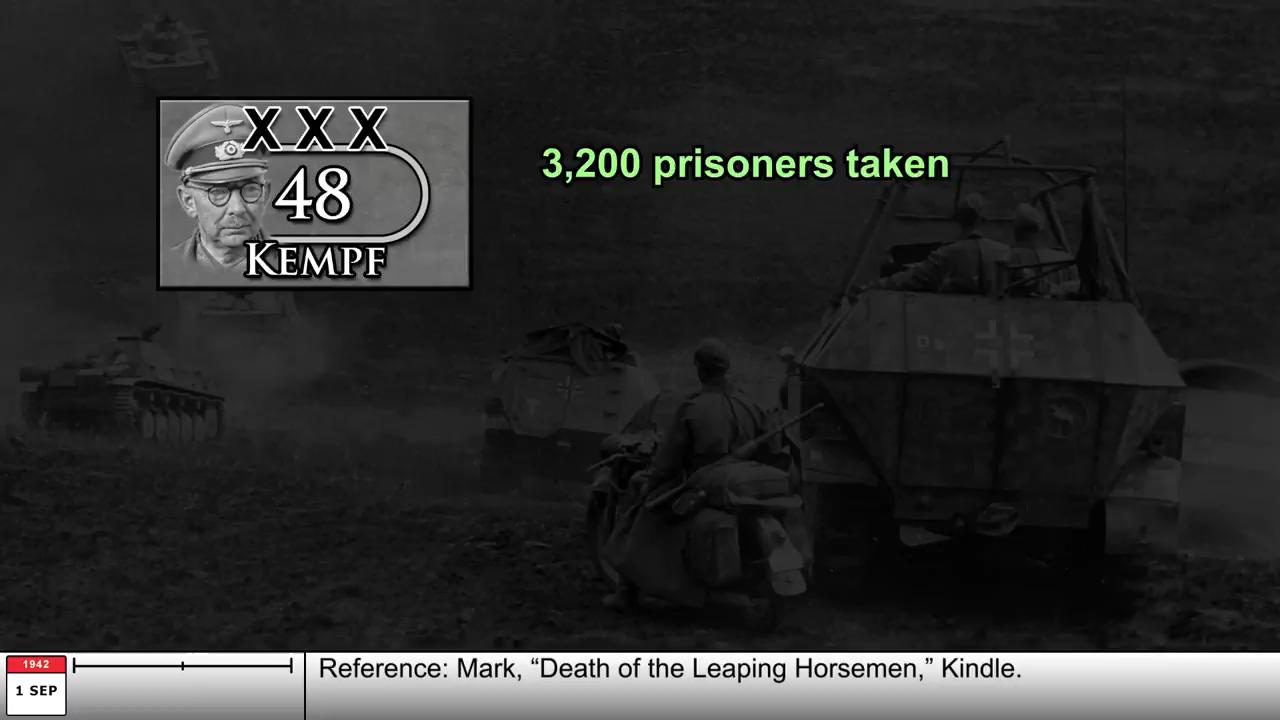 XXX
48
KEMPF
3,200 prisoners taken
1942
1 SEP
Reference: Mark, “Death of the Leaping Horsemen,” Kindle.